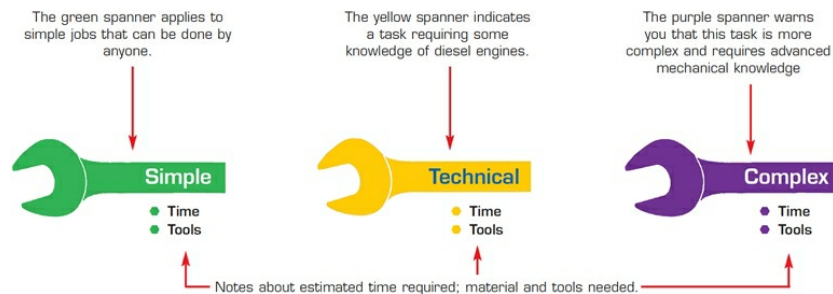 The green spanner applies to
simple jobs that can be done by
anyone.
The yellow spanner indicates
a task requiring some
knowledge of diesel engines.
The purple spanner warns
you that this task is more
complex and requires advanced
mechanical knowledge
Simple
Time
Tools
Technical
Time
Tools
Complex
Time
Tools
Notes about estimated time required; material and tools needed.